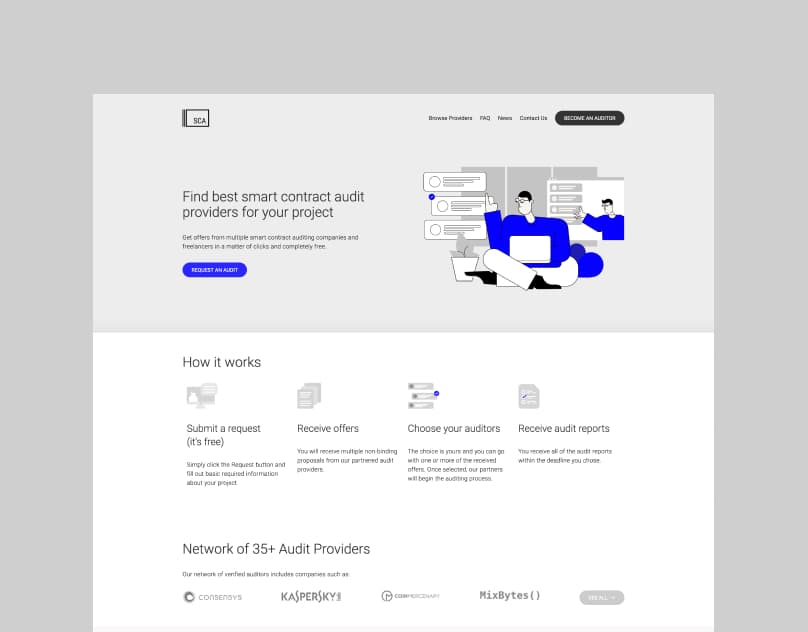 SCA
Browse Providers FAQ News Contact Us BECOME AN AUDITOR
Find best smart contract audit
providers for your project
Get offers from multiple smart contract auditing companies and
freelancers in a matter of clicks and completely free.
REQUEST AN AUDIT
How it works
Submit a request
(it's free)
Simply click the Request button and
fill out basic required information
about your project
Receive offers
You will receive multiple non-binding
proposals from our partnered audit
providers.
Choose your auditors
The choice is yours and you can go
with one or more of the received
offers. Once selected, our partners
will begin the auditing process.
Receive audit reports
You receive all of the audit reports
within the deadline you chose.
Network of 35+ Audit Providers
Our network of verified auditors includes companies such as:
CONSENSYS
KASPERSKY
COINMERCENARY
MixBytes()
SEE ALL →